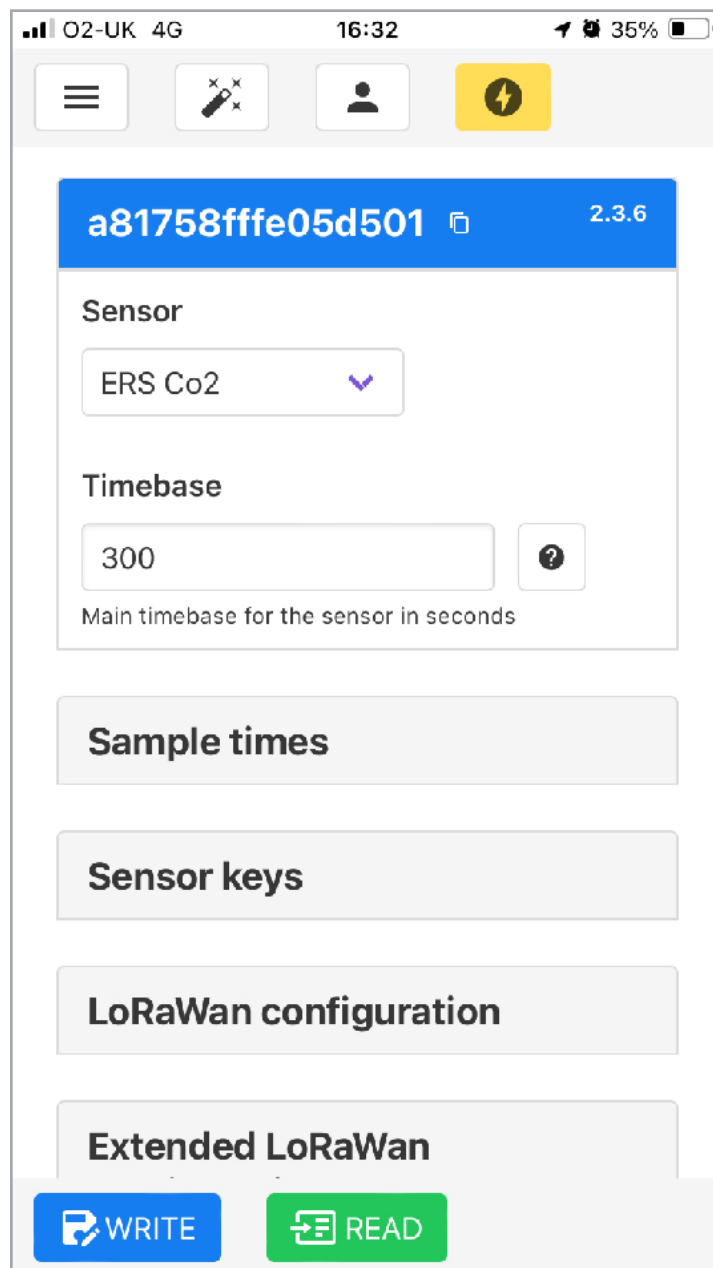 O2-UK 4G 16:32 35%
a81758fffe05d501 2.3.6
Sensor
ERS Co2
Timebase
300
Main timebase for the sensor in seconds
Sample times
Sensor keys
LoRaWan configuration
Extended LoRaWan
WRITE READ